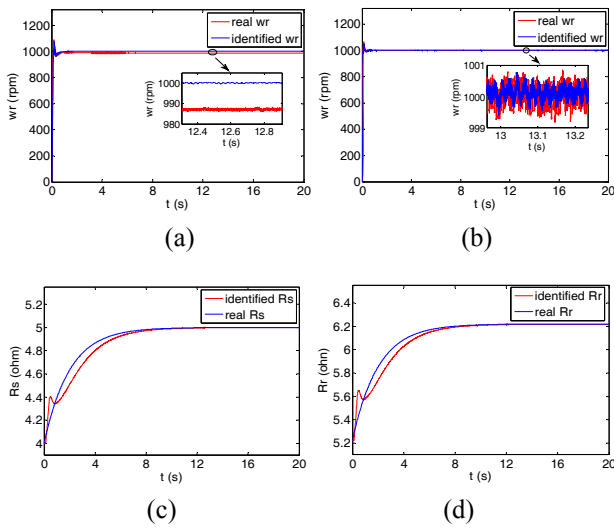 real wr
identified wr
1200
1000
800
600
400
200
0
wr (rpm)
1000
990
980
wr (rpm)
12.4 12.6 12.8
t (s)
0 4 8 12 16 20
t (s)
(a)
real wr
identified wr
1200
1000
800
600
400
200
0
wr (rpm)
1001
1000
999
wr (rpm)
13 13.1 13.2
t (s)
0 4 8 12 16 20
t (s)
(b)
identified Rs
real Rs
5.2
5
4.8
4.6
4.4
4.2
4
Rs (ohm)
0 4 8 12 16 20
t (s)
(c)
identified Rr
real Rr
6.4
6.2
6
5.8
5.6
5.4
5.2
Rr (ohm)
0 4 8 12 16 20
t (s)
(d)